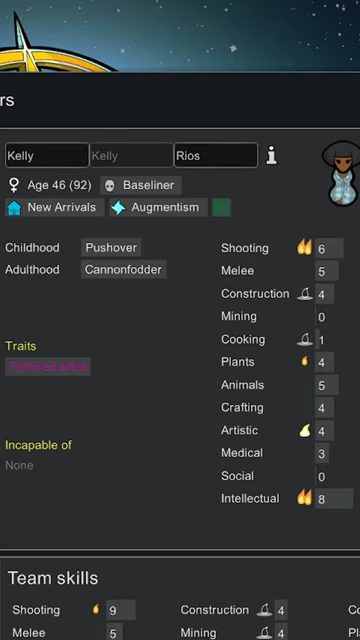 rs
Kelly Kelly Rios
Age 46 (92) Baseliner
New Arrivals Augmentism
Childhood Pushover
Adulthood Cannonfodder
Traits
Tortured artist
Incapable of
None
Shooting 6
Melee 5
Construction 4
Mining 0
Cooking 1
Plants 4
Animals 5
Crafting 4
Artistic 4
Medical 3
Social 0
Intellectual 8
Team skills
Shooting 9 Construction 4 Co
Melee 5 Mining 4 Pl